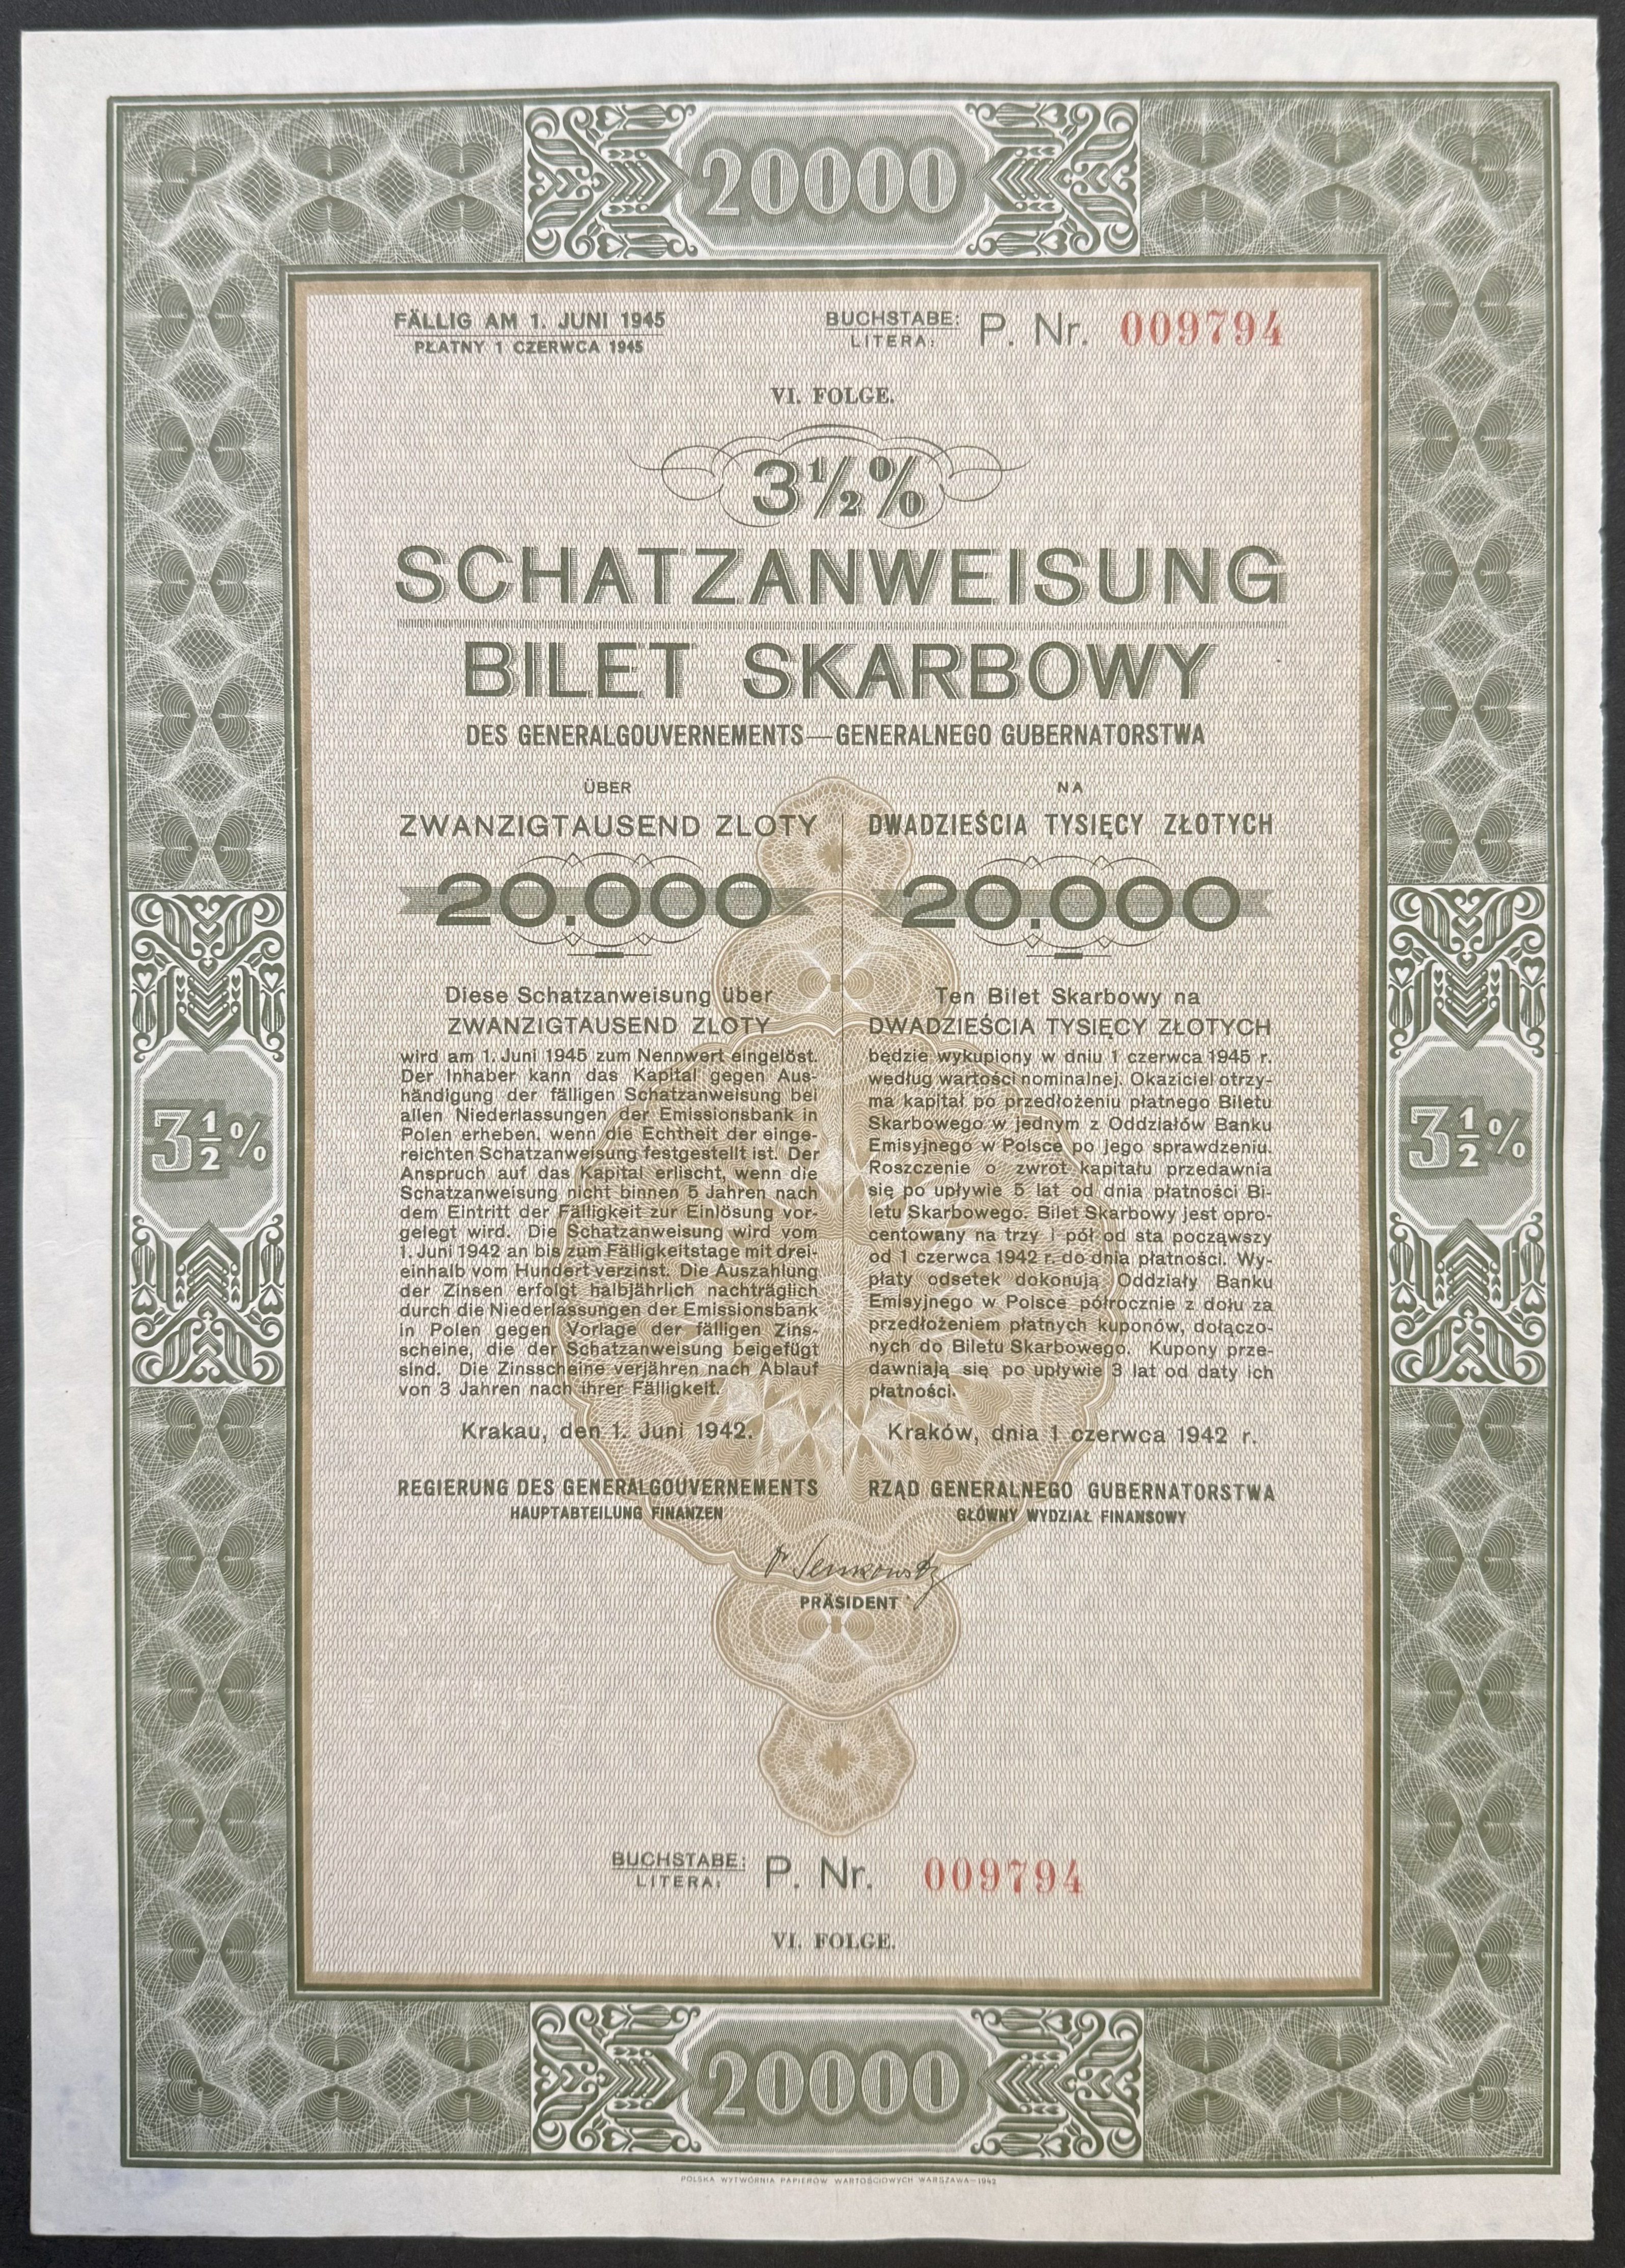 20000
FÄLLIG AM 1. JUNI 1945
PŁATNY 1 CZERWCA 1945
BUCHSTABE:
LITERA:
P. Nr. 009794
VI. FOLGE.
3½%
SCHATZANWEISUNG
BILET SKARBOWY
DES GENERALGOUVERNEMENTS—GENERALNEGO GUBERNATORSTWA
ÜBER
ZWANZIGTAUSEND ZLOTY
20.000
Diese Schatzanweisung über
ZWANZIGTAUSEND ZLOTY
wird am 1. Juni 1945 zum Nennwert eingelöst.
Der Inhaber kann das Kapital gegen Aus-
händigung der fälligen Schatzanweisung bei
allen Niederlassungen der Emissionsbank in
Polen erheben, wenn die Echtheit der einge-
reichten Schatzanweisung festgestellt ist. Der
Anspruch auf das Kapital erlischt, wenn die
Schatzanweisung nicht binnen 5 Jahren nach
dem Eintritt der Fälligkeit zur Einlösung vor-
gelegt wird. Die Schatzanweisung wird vom
1. Juni 1942 an bis zum Fälligkeitstage mit drei-
einhalb vom Hundert verzinst. Die Auszahlung
der Zinsen erfolgt halbjährlich nachträglich
durch die Niederlassungen der Emissionsbank
in Polen gegen Vorlage der fälligen Zins-
scheine, die der Schatzanweisung beigefügt
sind. Die Zinsscheine verjähren nach Ablauf
von 3 Jahren nach ihrer Fälligkeit.
Krakau, den 1. Juni 1942.
REGIERUNG DES GENERALGOUVERNEMENTS
HAUPTABTEILUNG FINANZEN
NA
DWADZIEŚCIA TYSIĘCY ZŁOTYCH
20.000
Ten Bilet Skarbowy na
DWADZIEŚCIA TYSIĘCY ZŁOTYCH
będzie wykupiony w dniu 1 czerwca 1945 r.
według wartości nominalnej. Okaziciel otrzy-
ma kapitał po przedłożeniu płatnego Biletu
Skarbowego w jednym z Oddziałów Banku
Emisyjnego w Polsce po jego sprawdzeniu.
Roszczenie o zwrot kapitału przedawnia
się po upływie 5 lat od dnia płatności Bi-
letu Skarbowego. Bilet Skarbowy jest opro-
centowany na trzy i pół od sta począwszy
od 1 czerwca 1942 r. do dnia płatności. Wy-
płaty odsetek dokonują Oddziały Banku
Emisyjnego w Polsce półrocznie z dołu za
przedłożeniem płatnych kuponów, dołączo-
nych do Biletu Skarbowego. Kupony prze-
dawniają się po upływie 3 lat od daty ich
płatności.
Kraków, dnia 1 czerwca 1942 r.
RZĄD GENERALNEGO GUBERNATORSTWA
GŁÓWNY WYDZIAŁ FINANSOWY
PRÄSIDENT
3½%
3½%
BUCHSTABE:
LITERA:
P. Nr. 009794
VI. FOLGE.
20000
POLSKA WYTWÓRNIA PAPIERÓW WARTOŚCIOWYCH WARSZAWA—1942